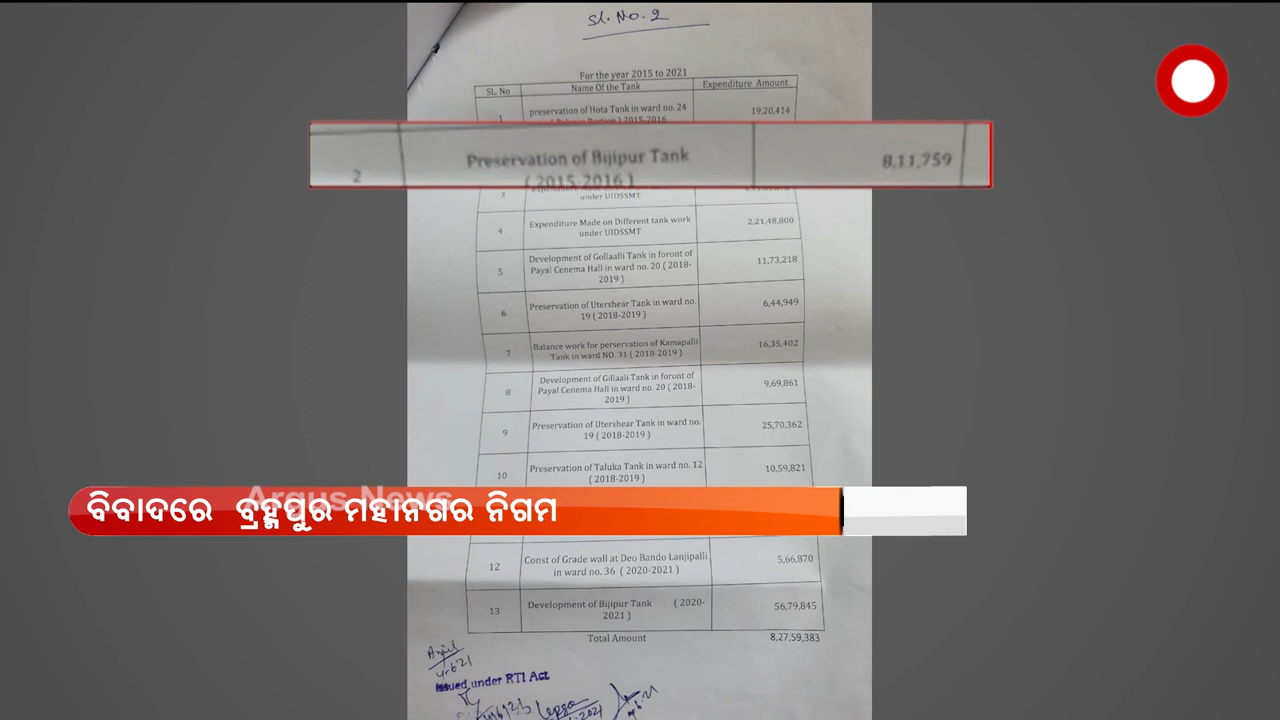 Sl. No. 2
For the year 2015 to 2021
SL. No
Name Of the Tank
Expenditure Amount
1
preservation of Hota Tank in ward no. 24
2015-2016
19,20,414
2
Preservation of Bijipur Tank
( 2015-2016 )
8,11,759
3
under UIDSSMT
4
Expenditure Made on Different tank work
under UIDSSMT
2,21,48,800
5
Development of Gollaalli Tank in foront of
Payal Cenema Hall in ward no. 20 ( 2018-
2019 )
11,73,218
6
Preservation of Utershear Tank in ward no.
19 ( 2018-2019 )
6,44,949
7
Balance work for perservation of Kamapalli
Tank in ward NO. 31 ( 2018-2019 )
16,35,402
8
Development of Gillaali Tank in foront of
Payal Cenema Hall in ward no. 20 ( 2018-
2019 )
9,69,861
9
Preservation of Utershear Tank in ward no.
19 ( 2018-2019 )
25,70,362
10
Preservation of Taluka Tank in ward no. 12
( 2018-2019 )
10,59,821
Argus News
ବିବାଦରେ ବ୍ରହ୍ମପୁର ମହାନଗର ନିଗମ
12
Const of Grade wall at Deo Bando Lanjipalli
in ward no. 36 ( 2020-2021 )
5,66,870
13
Development of Bijipur Tank ( 2020-
2021 )
56,79,845
Total Amount
8,27,59,383
Issued under RTI Act